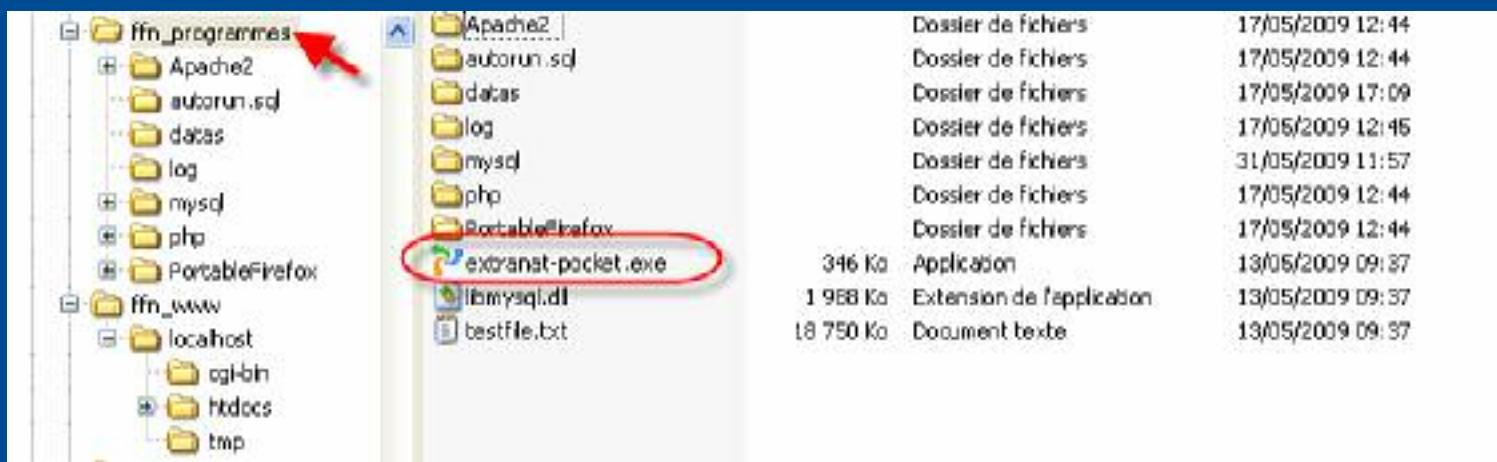 ffn_programmes
Apache2
autorun.sql
datas
log
mysql
php
PortableFirefox
ffn_www
localhost
cgi-bin
htdocs
tmp
Apache2 Dossier de fichiers 17/05/2009 12:44
autorun.sql Dossier de fichiers 17/05/2009 12:44
datas Dossier de fichiers 17/05/2009 17:09
log Dossier de fichiers 17/05/2009 12:45
mysql Dossier de fichiers 31/05/2009 11:57
php Dossier de fichiers 17/05/2009 12:44
PortableFirefox Dossier de fichiers 17/05/2009 12:44
extranat-pocket.exe 346 Ko Application 13/05/2009 09:37
libmysql.dll 1 988 Ko Extension de l'application 13/05/2009 09:37
testfile.txt 18 750 Ko Document texte 13/05/2009 09:37